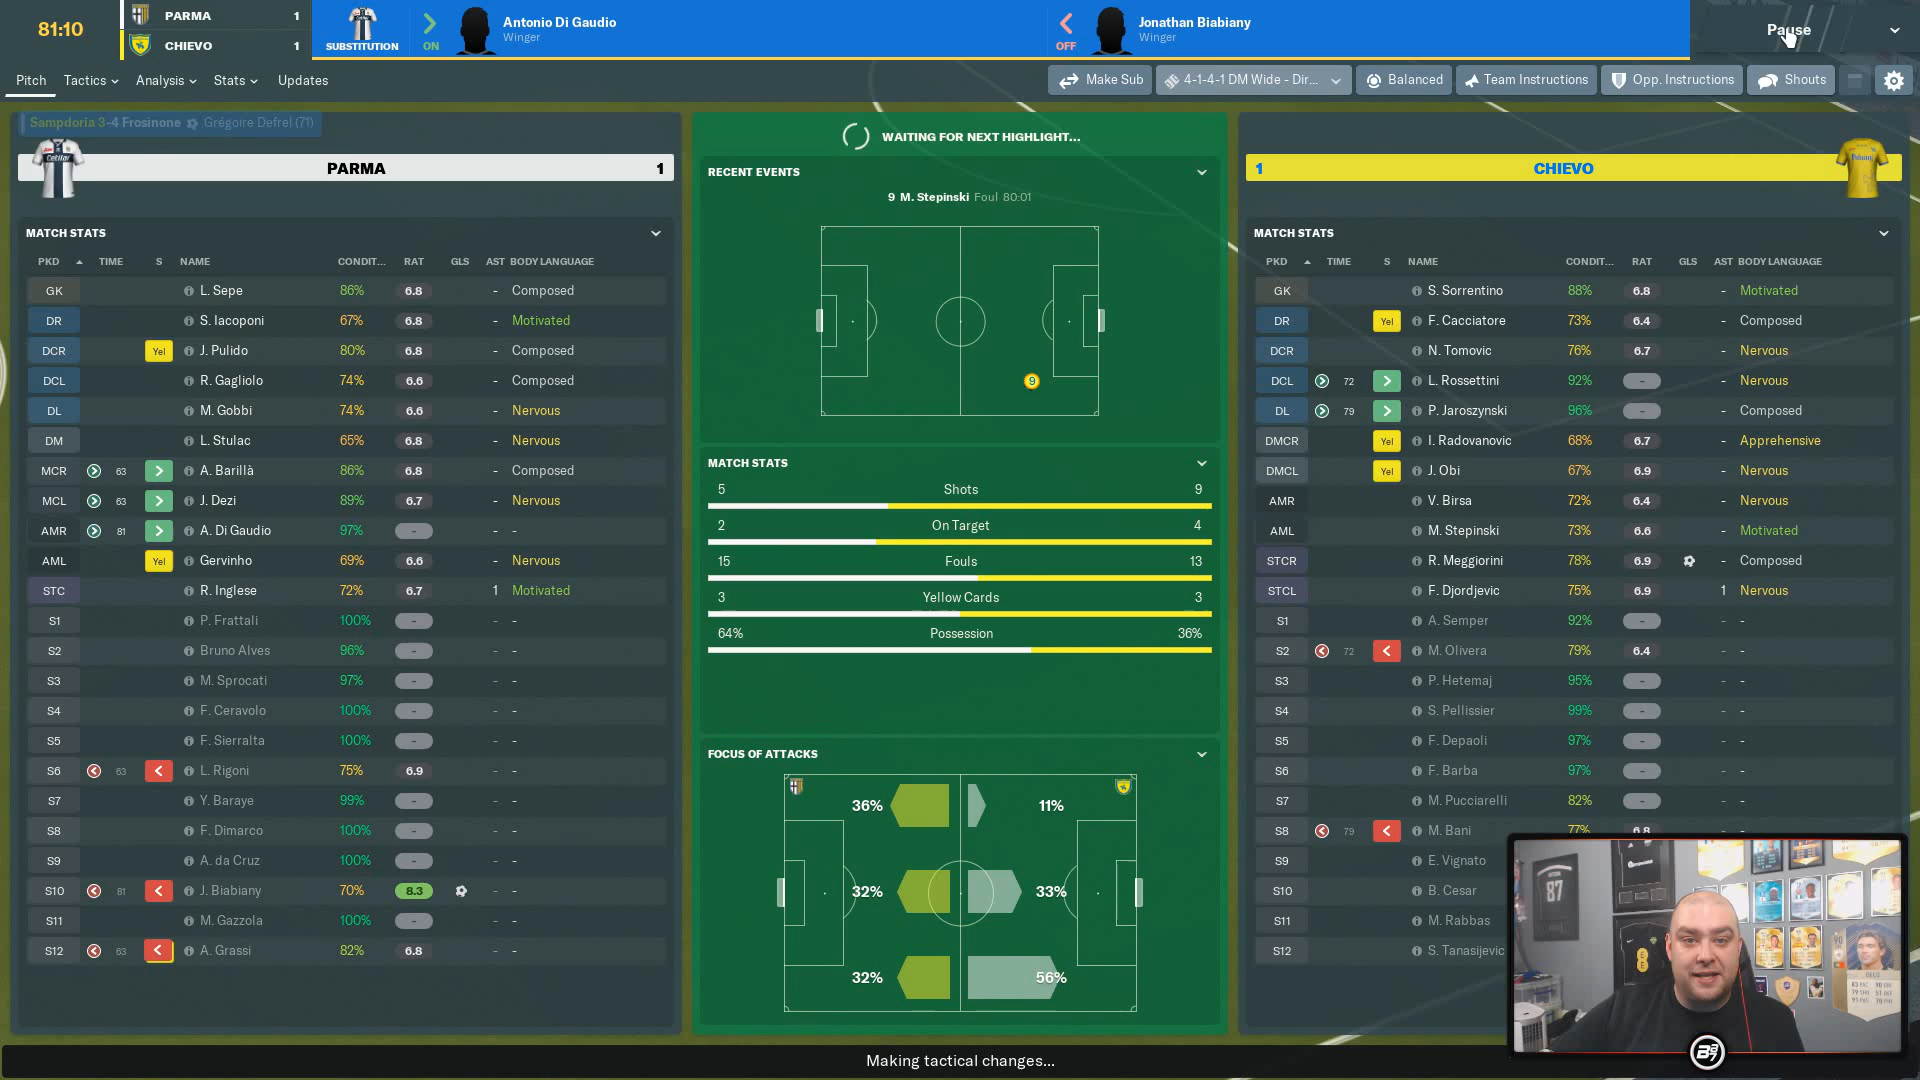 81:10
PARMA 1
CHIEVO 1
SUBSTITUTION
ON
Antonio Di Gaudio
Winger
OFF
Jonathan Biabiany
Winger
Pause
Pitch Tactics Analysis Stats Updates
Make Sub 4-1-4-1 DM Wide - Dir... Balanced Team Instructions Opp. Instructions Shouts
Sampdoria 3-4 Frosinone Grégoire Defrel (71)
PARMA 1
MATCH STATS
PKD TIME S NAME CONDIT... RAT GLS AST BODY LANGUAGE
GK L. Sepe 86% 6.8 - Composed
DR S. Iacoponi 67% 6.8 - Motivated
DCR Yel J. Pulido 80% 6.8 - Composed
DCL R. Gagliolo 74% 6.6 - Composed
DL M. Gobbi 74% 6.6 - Nervous
DM L. Stulac 65% 6.8 - Nervous
MCR 63 A. Barillà 86% 6.8 - Composed
MCL 63 J. Dezi 89% 6.7 - Nervous
AMR 81 A. Di Gaudio 97% - - -
AML Yel Gervinho 69% 6.6 - Nervous
STC R. Inglese 72% 6.7 1 Motivated
S1 P. Frattali 100% - - -
S2 Bruno Alves 96% - - -
S3 M. Sprocati 97% - - -
S4 F. Ceravolo 100% - - -
S5 F. Sierralta 100% - - -
S6 63 L. Rigoni 75% 6.9 - -
S7 Y. Baraye 99% - - -
S8 F. Dimarco 100% - - -
S9 A. da Cruz 100% - - -
S10 81 J. Biabiany 70% 8.3 - -
S11 M. Gazzola 100% - - -
S12 63 A. Grassi 82% 6.8 - -
WAITING FOR NEXT HIGHLIGHT...
RECENT EVENTS
9 M. Stepinski Foul 80:01
9
MATCH STATS
5 Shots 9
2 On Target 4
15 Fouls 13
3 Yellow Cards 3
64% Possession 36%
FOCUS OF ATTACKS
36% 11%
32% 33%
32% 56%
1 CHIEVO
MATCH STATS
PKD TIME S NAME CONDIT... RAT GLS AST BODY LANGUAGE
GK S. Sorrentino 88% 6.8 - Motivated
DR Yel F. Cacciatore 73% 6.4 - Composed
DCR N. Tomovic 76% 6.7 - Nervous
DCL 72 L. Rossettini 92% - - Nervous
DL 79 P. Jaroszynski 96% - - Composed
DMCR Yel I. Radovanovic 68% 6.7 - Apprehensive
DMCL Yel J. Obi 67% 6.9 - Nervous
AMR V. Birsa 72% 6.4 - Nervous
AML M. Stepinski 73% 6.6 - Motivated
STCR R. Meggiorini 78% 6.9 - Composed
STCL F. Djordjevic 75% 6.9 1 Nervous
S1 A. Semper 92% - - -
S2 72 M. Olivera 79% 6.4 - -
S3 P. Hetemaj 95% - - -
S4 S. Pellissier 99% - - -
S5 F. Depaoli 97% - - -
S6 F. Barba 97% - - -
S7 M. Pucciarelli 82% - - -
S8 79 M. Bani 77% 6.8 - -
S9 E. Vignato
S10 B. Cesar
S11 M. Rabbas
S12 S. Tanasijevic
87
Making tactical changes...